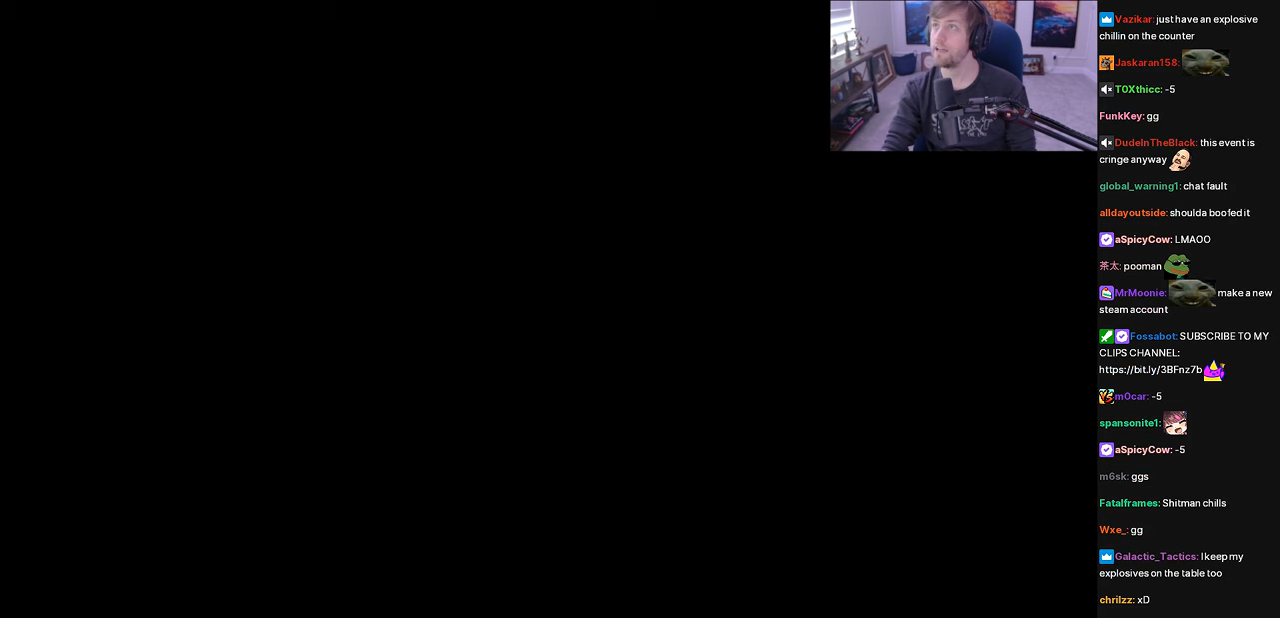 Vazikar: just have an explosive
chillin on the counter
Jaskaran158:
T0Xthicc: -5
FunkKey: gg
DudeInTheBlack: this event is
cringe anyway
global_warning1: chat fault
alldayoutside: shoulda boofed it
aSpicyCow: LMAOO
茶太: pooman
MrMoonie: make a new
steam account
Fossabot: SUBSCRIBE TO MY
CLIPS CHANNEL:
https://bit.ly/3BFnz7b
m0car: -5
spansonite1:
aSpicyCow: -5
m6sk: ggs
Fatalframes: Shitman chills
Wxe_: gg
Galactic_Tactics: I keep my
explosives on the table too
chrilzz: xD